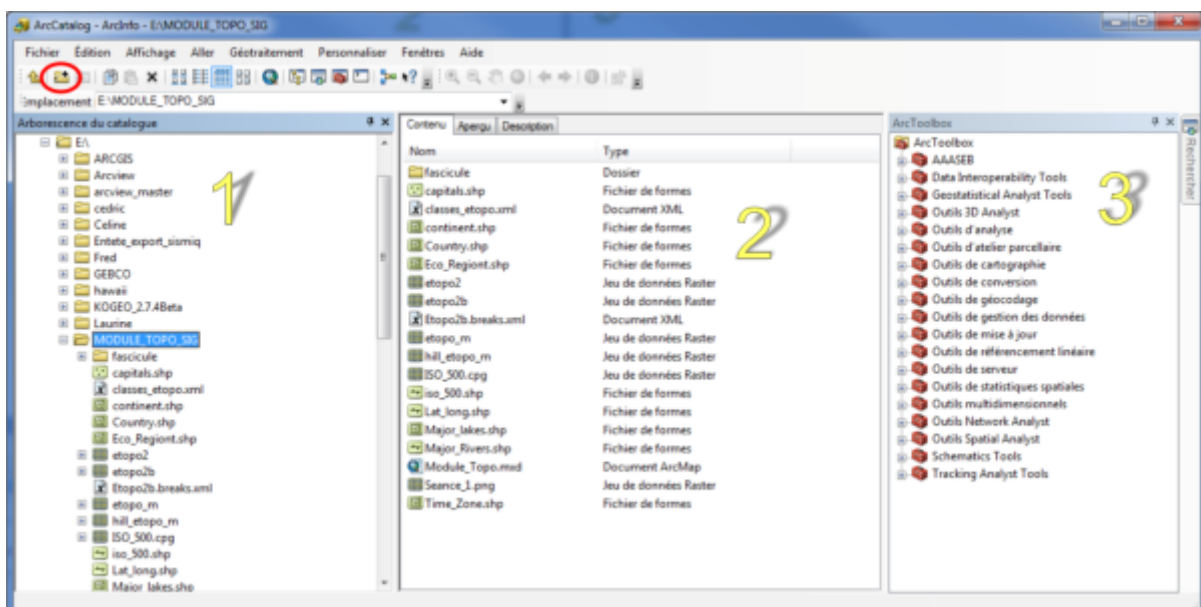 ArcCatalog - ArcInfo - E:\MODULE_TOPO_SIG
Fichier Édition Affichage Aller Géotraitement Personnaliser Fenêtres Aide
Emplacement E:\MODULE_TOPO_SIG
Arborescence du catalogue
E:\
ARCGIS
Arcview
arcview_master
cedric
Celine
Entete_export_sismiq
Fred
GEBCO
hawaii
KOGEO_2.7.4Beta
Laurine
MODULE_TOPO_SIG
fascicule
capitals.shp
classes_etopo.xml
continent.shp
Country.shp
Eco_Regiont.shp
etopo2
etopo2b
Etopo2b.breaks.xml
etopo_m
hill_etopo_m
ISO_500.cpg
iso_500.shp
Lat_long.shp
Major_lakes.shp
1
Contenu Aperçu Description
Nom Type
fascicule Dossier
capitals.shp Fichier de formes
classes_etopo.xml Document XML
continent.shp Fichier de formes
Country.shp Fichier de formes
Eco_Regiont.shp Fichier de formes
etopo2 Jeu de données Raster
etopo2b Jeu de données Raster
Etopo2b.breaks.xml Document XML
etopo_m Jeu de données Raster
hill_etopo_m Jeu de données Raster
ISO_500.cpg Jeu de données Raster
iso_500.shp Fichier de formes
Lat_long.shp Fichier de formes
Major_lakes.shp Fichier de formes
Major_Rivers.shp Fichier de formes
Module_Topo.mxd Document ArcMap
Seance_1.png Jeu de données Raster
Time_Zone.shp Fichier de formes
2
ArcToolbox
ArcToolbox
AAASEB
Data Interoperability Tools
Geostatistical Analyst Tools
Outils 3D Analyst
Outils d'analyse
Outils d'atelier parcellaire
Outils de cartographie
Outils de conversion
Outils de géocodage
Outils de gestion des données
Outils de mise à jour
Outils de référencement linéaire
Outils de serveur
Outils de statistiques spatiales
Outils multidimensionnels
Outils Network Analyst
Outils Spatial Analyst
Schematics Tools
Tracking Analyst Tools
3
Rechercher